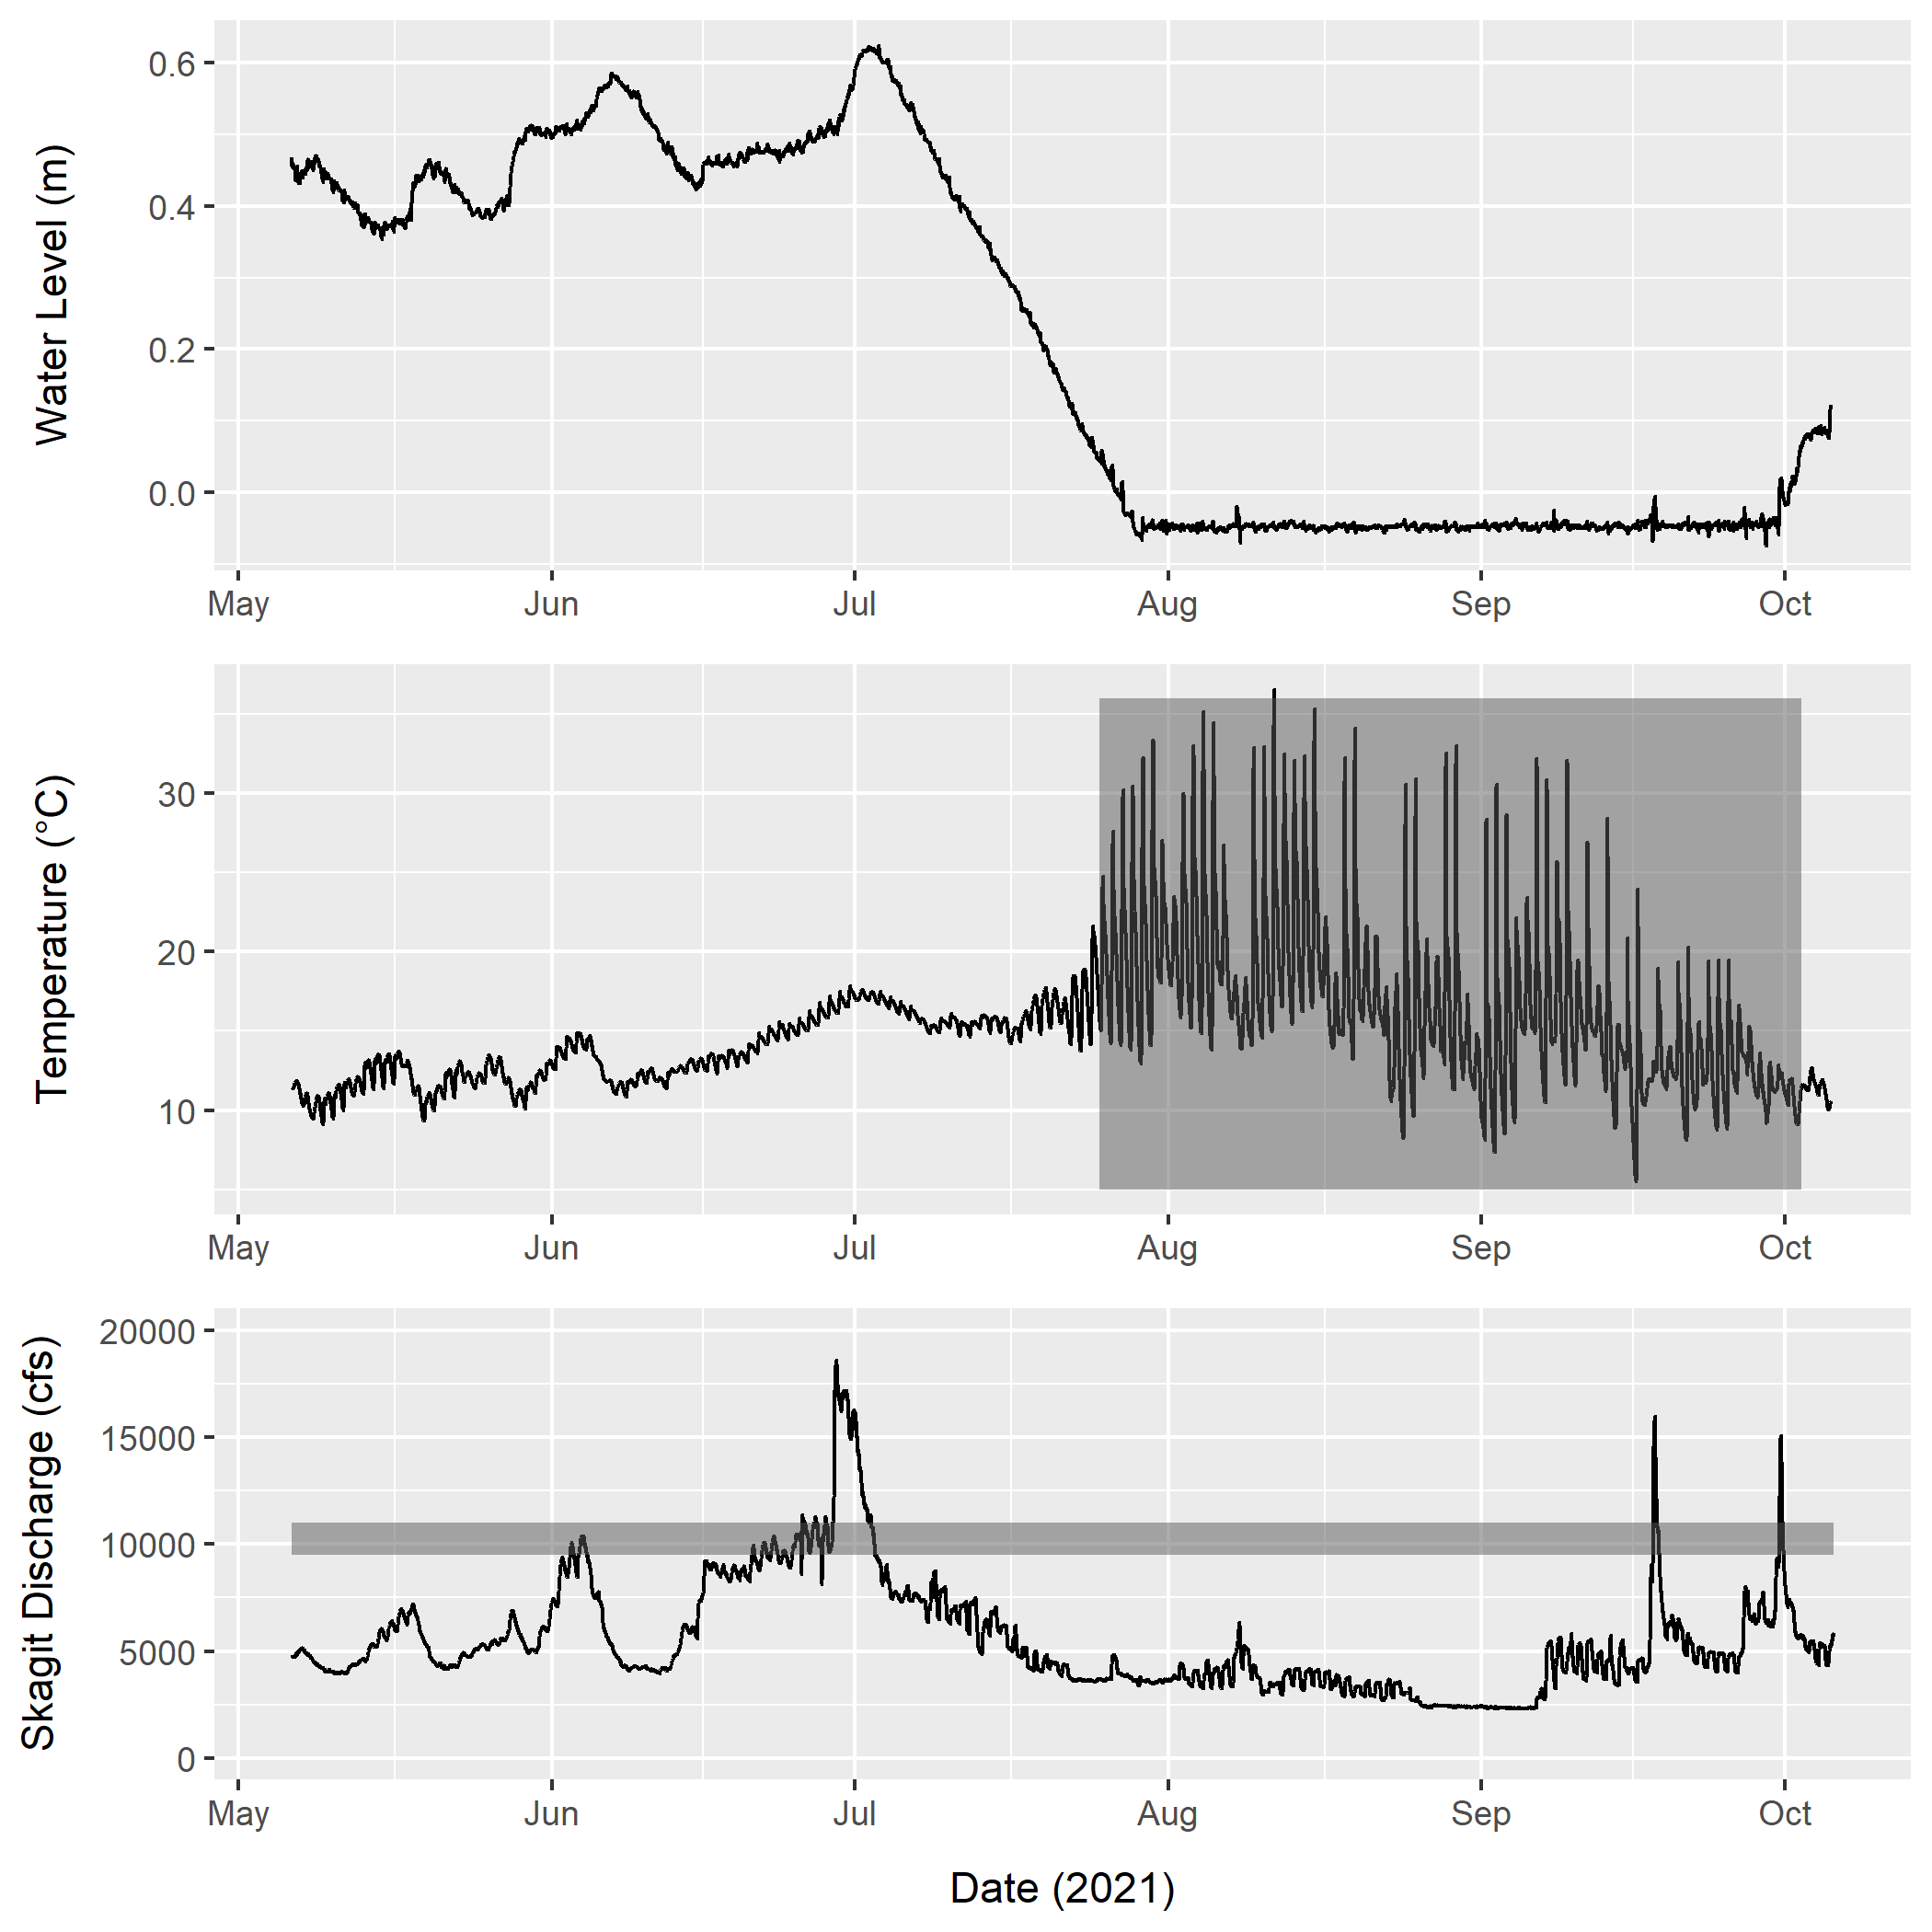 Water Level (m)
0.6
0.4
0.2
0.0
May Jun Jul Aug Sep Oct
Temperature (°C)
30
20
10
May Jun Jul Aug Sep Oct
Skagit Discharge (cfs)
20000
15000
10000
5000
0
May Jun Jul Aug Sep Oct
Date (2021)